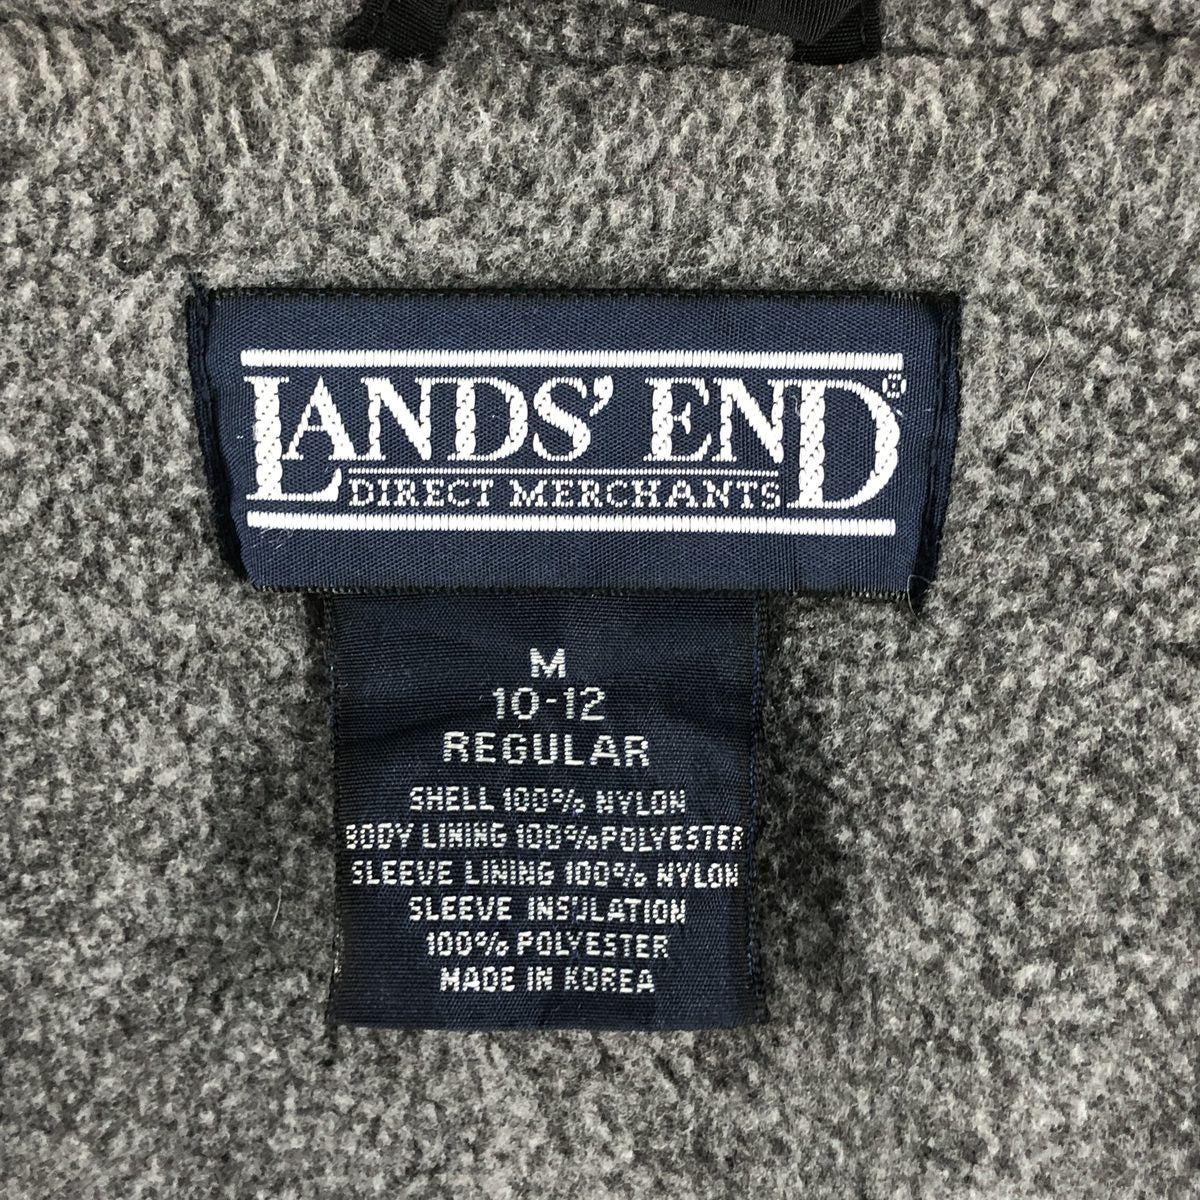 LANDS' END®
DIRECT MERCHANTS
M
10-12
REGULAR
SHELL 100% NYLON
BODY LINING 100% POLYESTER
SLEEVE LINING 100% NYLON
SLEEVE INSULATION
100% POLYESTER
MADE IN KOREA